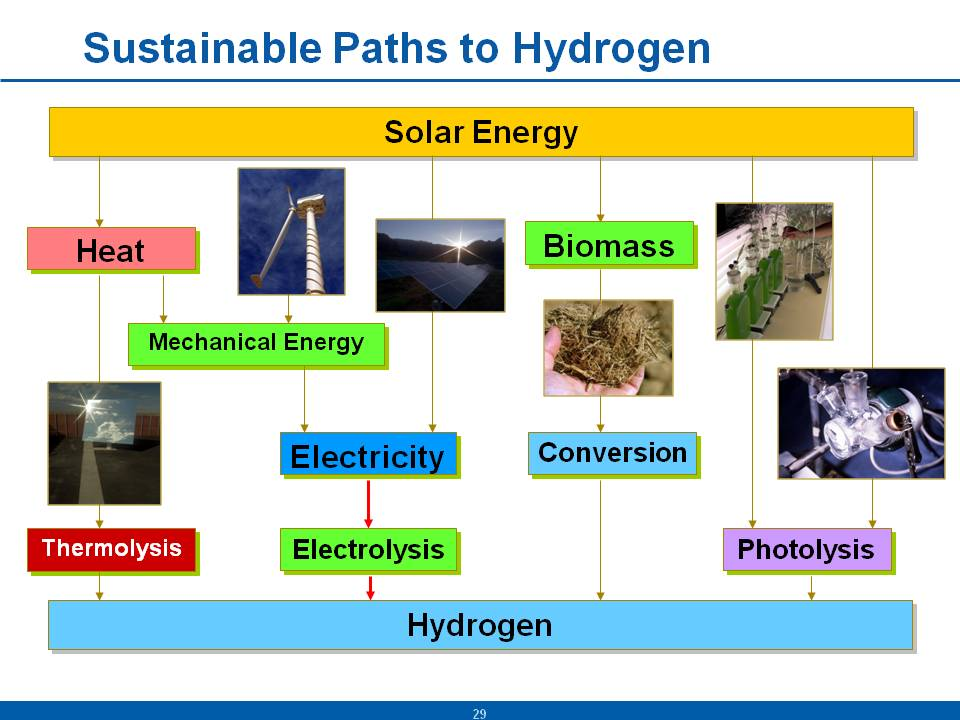 Sustainable Paths to Hydrogen
Solar Energy
Heat
Biomass
Mechanical Energy
Electricity
Conversion
Thermolysis
Electrolysis
Photolysis
Hydrogen
29